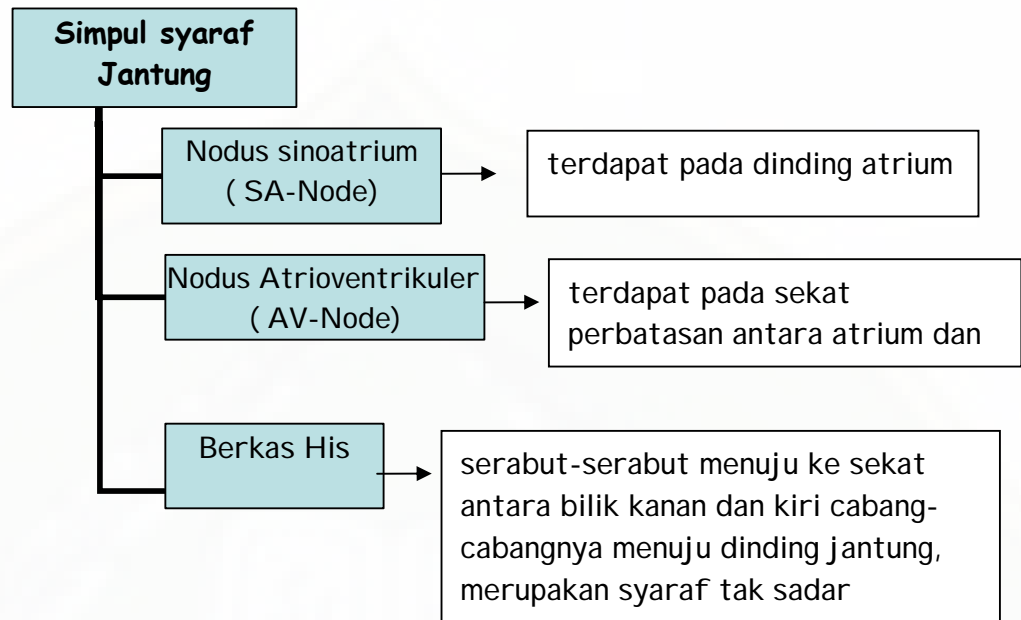 Simpul syaraf
Jantung
Nodus sinoatrium
( SA-Node)
terdapat pada dinding atrium
Nodus Atrioventrikuler
( AV-Node)
terdapat pada sekat
perbatasan antara atrium dan
Berkas His
serabut-serabut menuju ke sekat
antara bilik kanan dan kiri cabang-
cabangnya menuju dinding jantung,
merupakan syaraf tak sadar